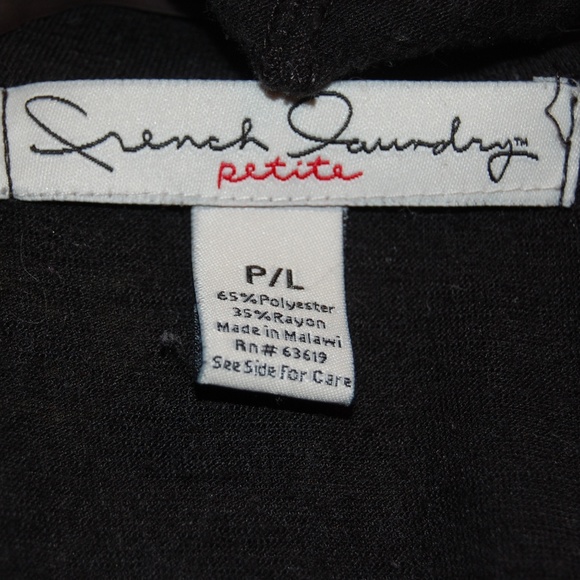 French Laundry™
petite
P/L
65%Polyester
35%Rayon
Made in Malawi
Rn# 63619
See Side For Care